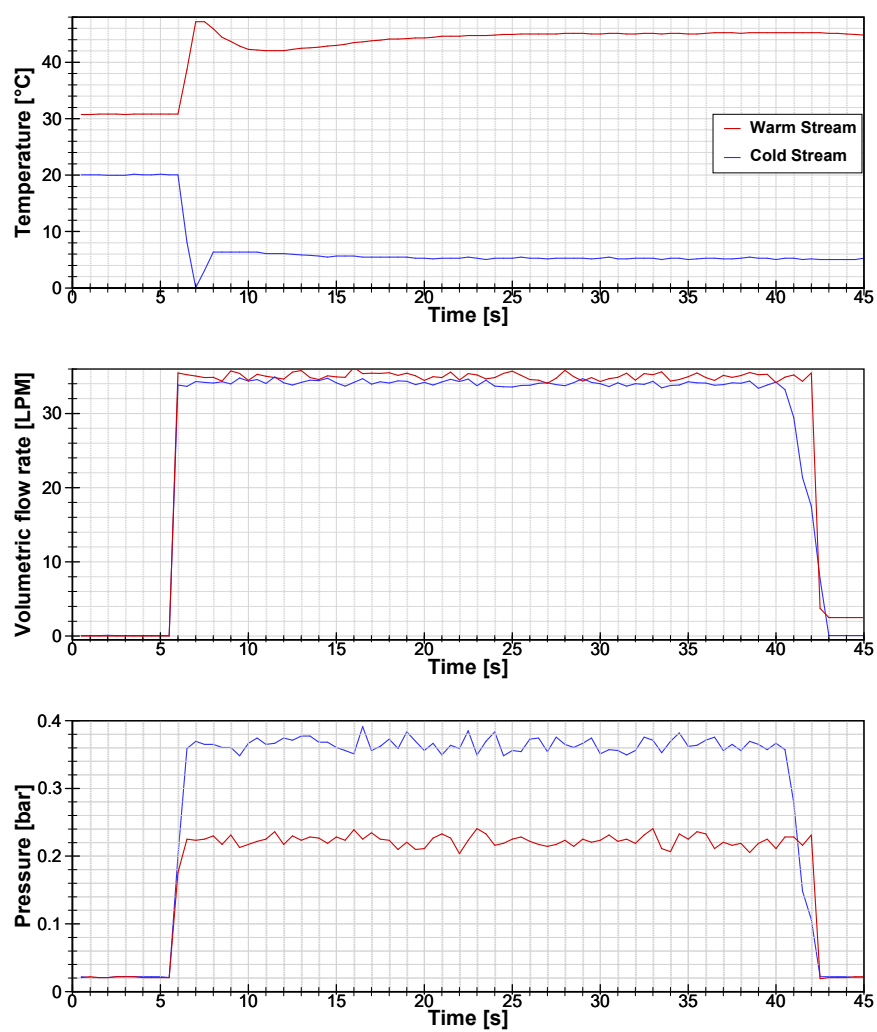 Temperature [°C]
40
30
20
10
0
Warm Stream
Cold Stream
0 5 10 15 20 25 30 35 40 45
Time [s]
Volumetric flow rate [LPM]
30
20
10
0
0 5 10 15 20 25 30 35 40 45
Time [s]
Pressure [bar]
0.4
0.3
0.2
0.1
0
0 5 10 15 20 25 30 35 40 45
Time [s]